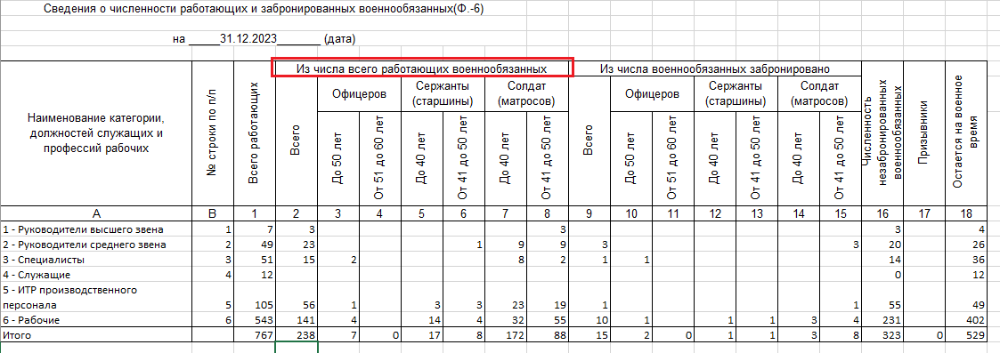 Сведения о численности работающих и забронированных военнообязанных(Ф.-6)
на _____31.12.2023_______ (дата)
Наименование категории, должностей служащих и профессий рабочих
№ строки по п/п
Всего работающих
Из числа всего работающих военнообязанных
Всего
Офицеров
До 50 лет
От 51 до 60 лет
Сержанты (старшины)
До 40 лет
От 41 до 50 лет
Солдат (матросов)
До 40 лет
От 41 до 50 лет
Из числа военнообязанных забронировано
Всего
Офицеров
До 50 лет
От 51 до 60 лет
Сержанты (старшины)
До 40 лет
От 41 до 50 лет
Солдат (матросов)
До 40 лет
От 41 до 50 лет
Численность незабронированных военнообязанных
Призывники
Остается на военное время
А В 1 2 3 4 5 6 7 8 9 10 11 12 13 14 15 16 17 18
1 - Руководители высшего звена 1 7 3 3 3 4
2 - Руководители среднего звена 2 49 23 1 9 9 3 3 20 26
3 - Специалисты 3 51 15 2 8 2 1 1 14 36
4 - Служащие 4 12 0 12
5 - ИТР производственного
персонала 5 105 56 1 3 3 23 19 1 1 55 49
6 - Рабочие 6 543 141 4 14 4 32 55 10 1 1 1 3 4 231 402
Итого 767 238 7 0 17 8 172 88 15 2 0 1 1 3 8 323 0 529